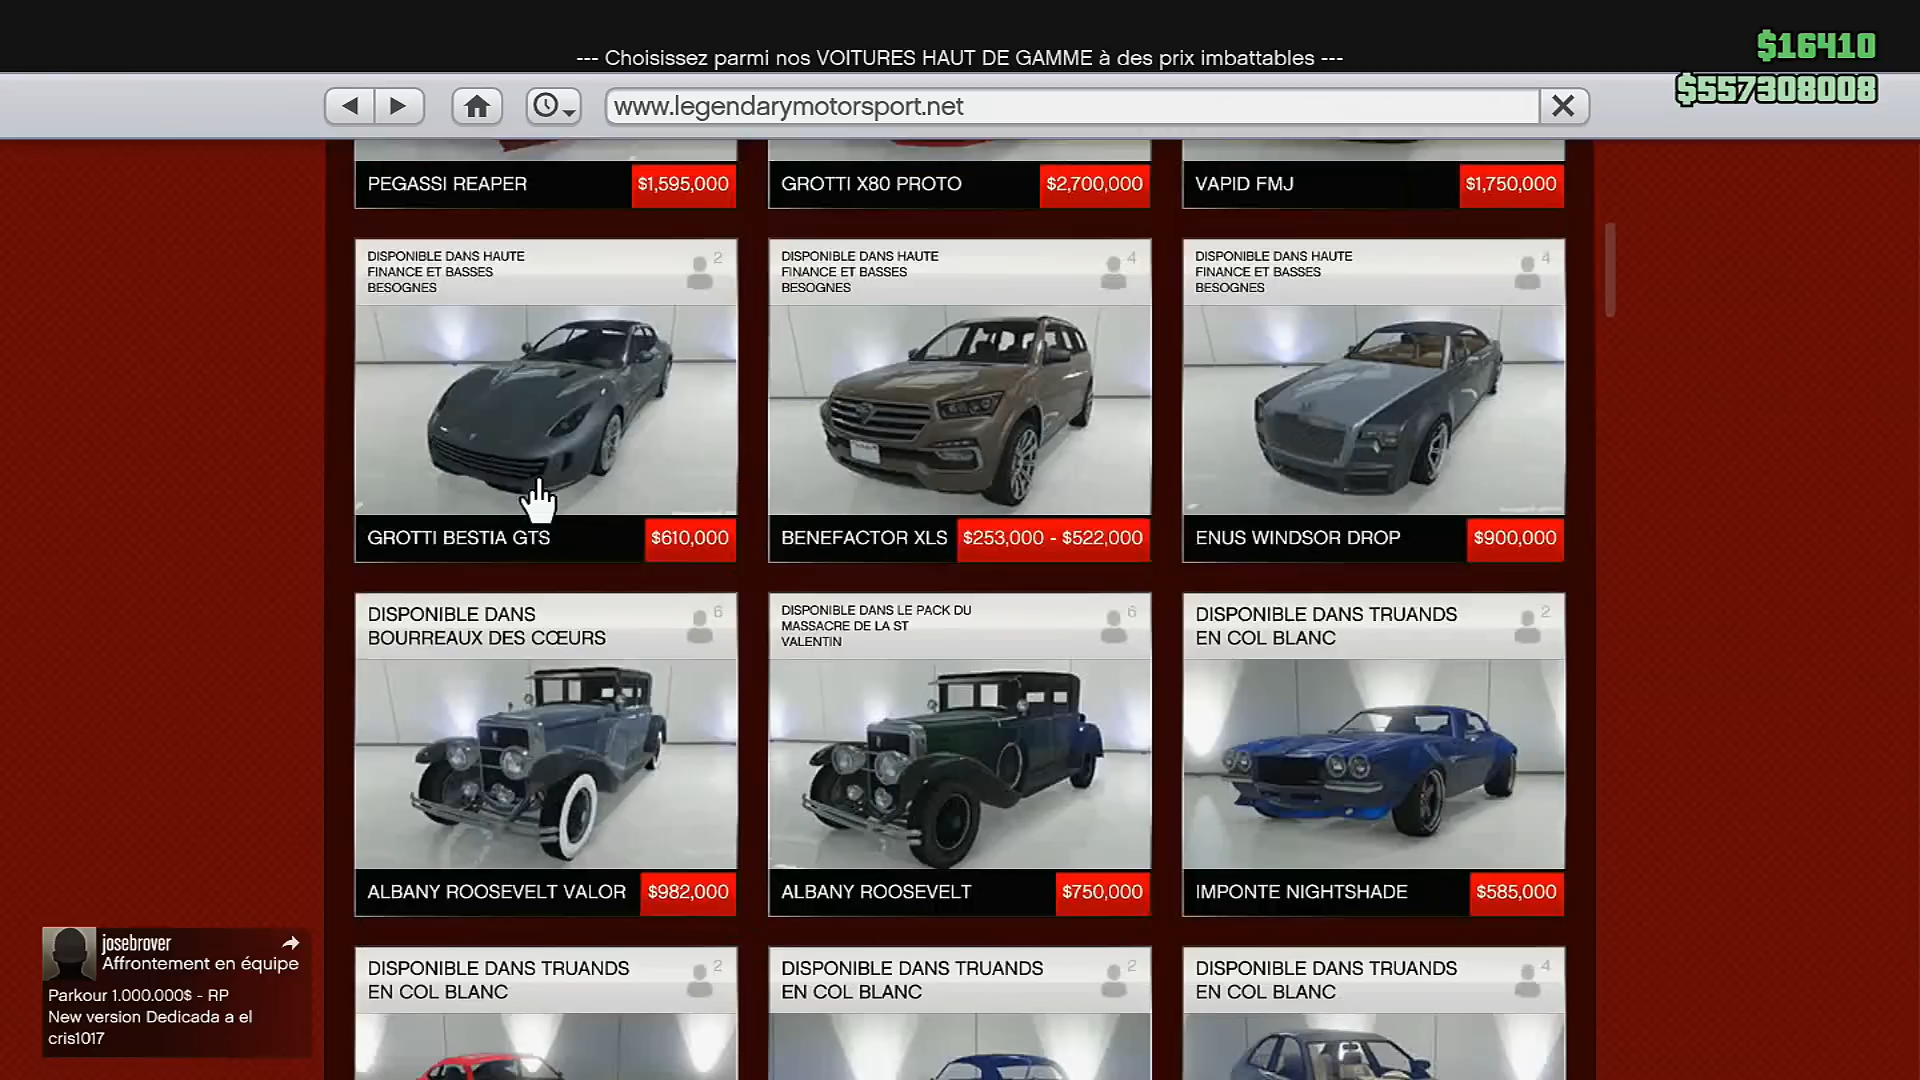 --- Choisissez parmi nos VOITURES HAUT DE GAMME à des prix imbattables ---
$16410
$557308008
www.legendarymotorsport.net
PEGASSI REAPER $1,595,000
GROTTI X80 PROTO $2,700,000
VAPID FMJ $1,750,000
DISPONIBLE DANS HAUTE
FINANCE ET BASSES
BESOGNES
2
GROTTI BESTIA GTS $610,000
DISPONIBLE DANS HAUTE
FINANCE ET BASSES
BESOGNES
4
BENEFACTOR XLS $253,000 - $522,000
DISPONIBLE DANS HAUTE
FINANCE ET BASSES
BESOGNES
4
ENUS WINDSOR DROP $900,000
DISPONIBLE DANS
BOURREAUX DES CŒURS
6
ALBANY ROOSEVELT VALOR $982,000
DISPONIBLE DANS LE PACK DU
MASSACRE DE LA ST
VALENTIN
6
ALBANY ROOSEVELT $750,000
DISPONIBLE DANS TRUANDS
EN COL BLANC
2
IMPONTE NIGHTSHADE $585,000
DISPONIBLE DANS TRUANDS
EN COL BLANC
2
DISPONIBLE DANS TRUANDS
EN COL BLANC
2
DISPONIBLE DANS TRUANDS
EN COL BLANC
4
josebrover
Affrontement en équipe
Parkour 1.000.000$ - RP
New version Dedicada a el
cris1017